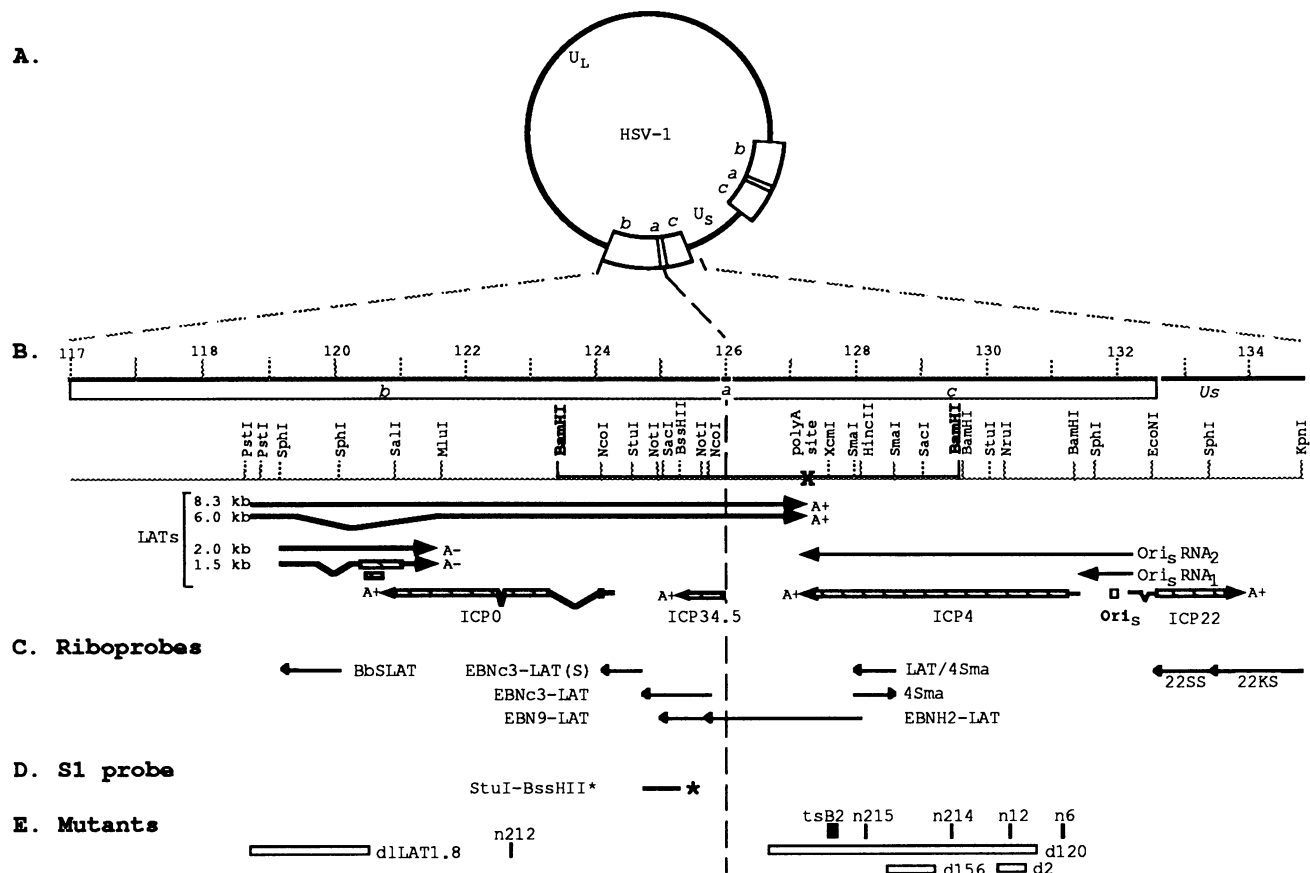 A.
U_L
HSV-1
b
a
c
U_S
b
a
c
B.
117 118 120 122 124 126 128 130 132 134
b a c Us
PstI PstI SphI SphI SalI MluI BamHI NcoI StuI NotI SacI BssHII NotI NcoI polyA site XcmI SmaI HincII SmaI SacI BamHI BamHI StuI NruI BamHI SphI EcoNI SphI KpnI
X
LATs
8.3 kb A+
6.0 kb A+
2.0 kb A-
1.5 kb A-
Ori_S RNA_2
Ori_S RNA_1
A+ ICP0
A+ ICP34.5
A+ ICP4
Ori_S
ICP22 A+
C. Riboprobes
BbSLAT EBNc3-LAT(S) LAT/4Sma 22SS 22KS
EBNc3-LAT 4Sma
EBN9-LAT EBNH2-LAT
D. S1 probe
StuI-BssHII* *
E. Mutants
tsB2 n215 n214 n12 n6
n212
dlLAT1.8 d120
d156 d2